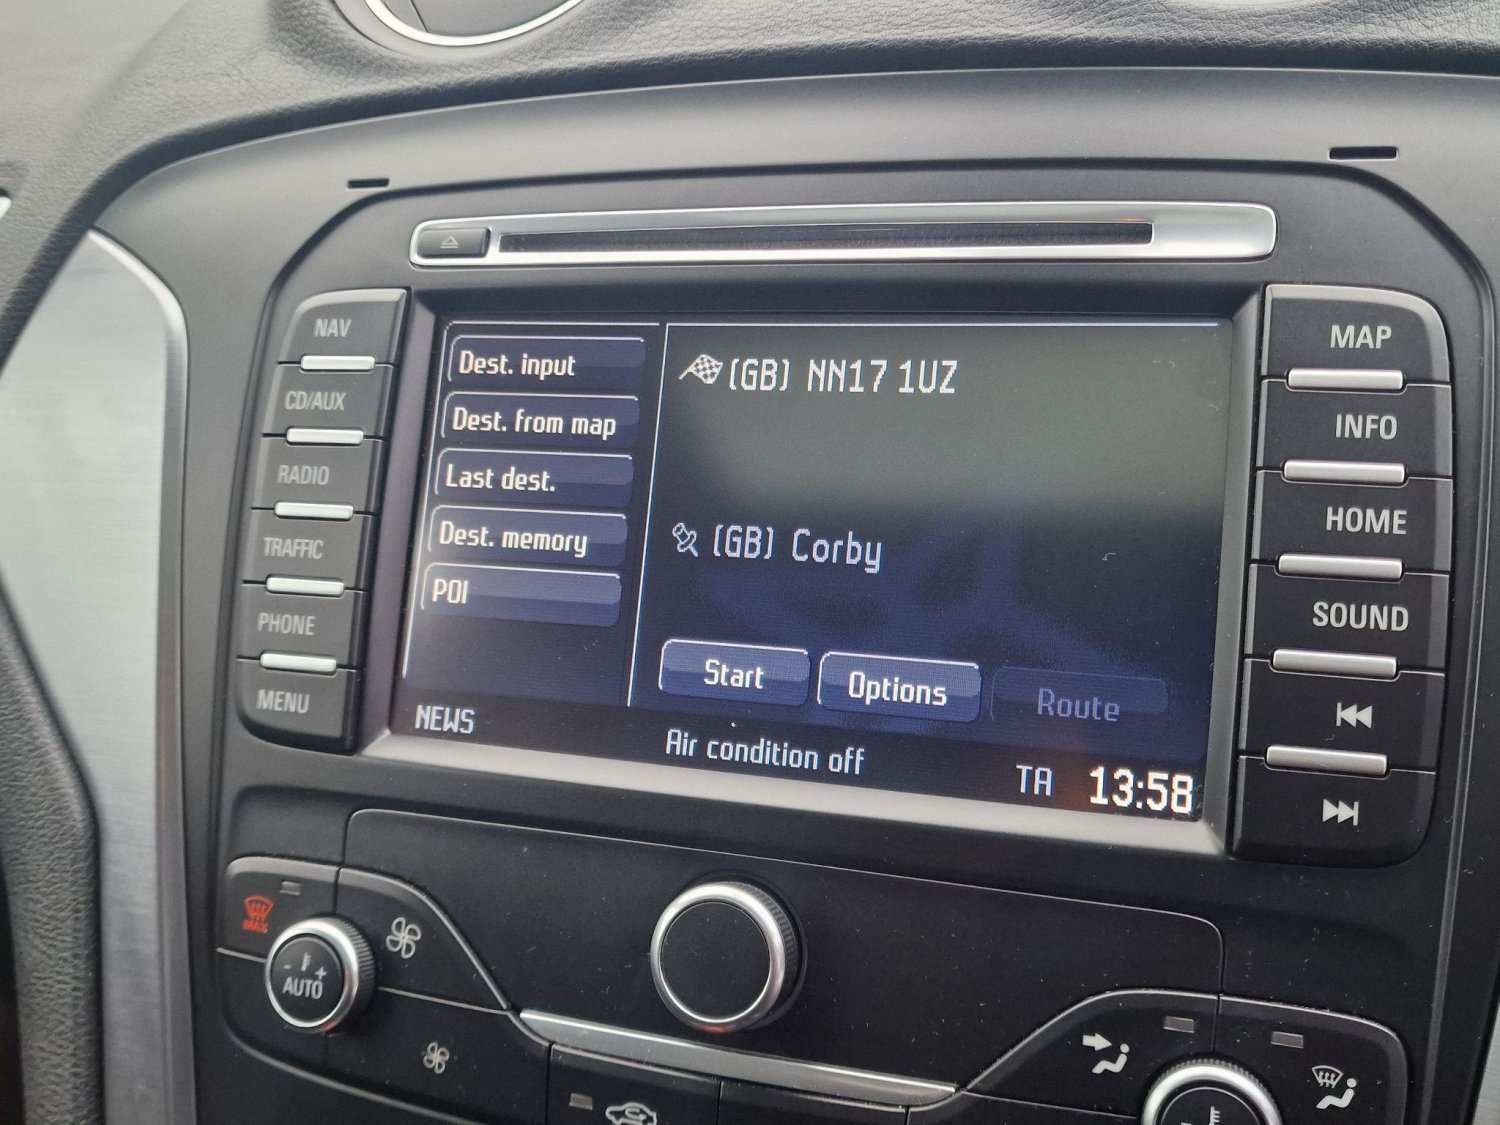 NAV
CD/AUX
RADIO
TRAFFIC
PHONE
MENU
Dest. input
Dest. from map
Last dest.
Dest. memory
POI
(GB) NN17 1UZ
(GB) Corby
Start
Options
Route
NEWS
Air condition off
TA
13:58
MAP
INFO
HOME
SOUND
MAX
- +
AUTO